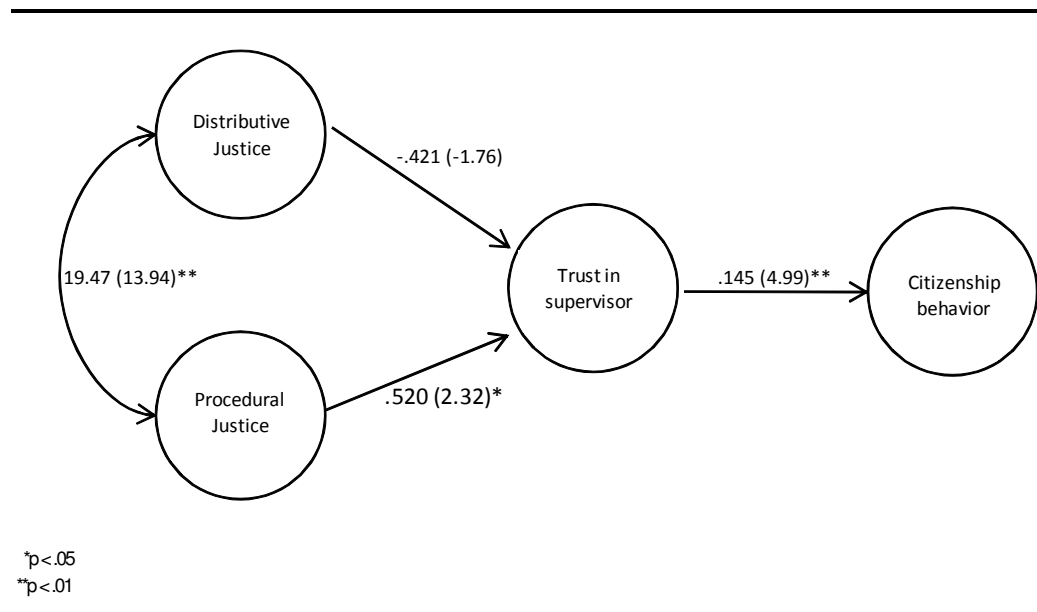 Distributive
Justice
-.421 (-1.76)
19.47 (13.94)**
Trust in
supervisor
.145 (4.99)**
Citizenship
behavior
Procedural
Justice
.520 (2.32)*
*p<.05
**p<.01